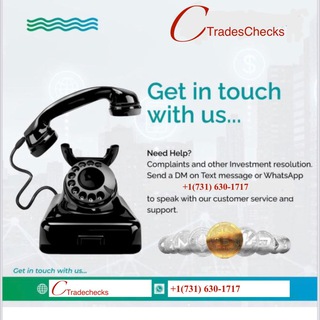 CTradesChecks
Get in touch
with us...
Need Help?
Complaints and other Investment resolution.
Send a DM on Text message or WhatsApp
+1(731) 630-1717
to speak with our customer service and
support.
Get in touch with us...
CTradechecks
+1(731) 630-1717